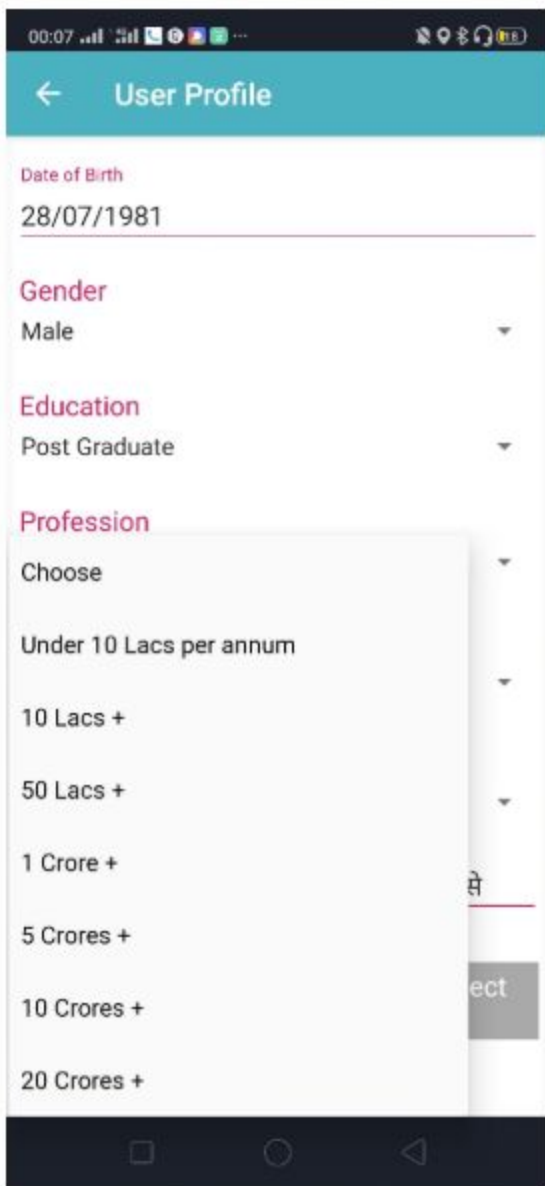 00:07
User Profile
Date of Birth
28/07/1981
Gender
Male
Education
Post Graduate
Profession
Choose
Under 10 Lacs per annum
10 Lacs +
50 Lacs +
1 Crore +
से
5 Crores +
ect
10 Crores +
20 Crores +